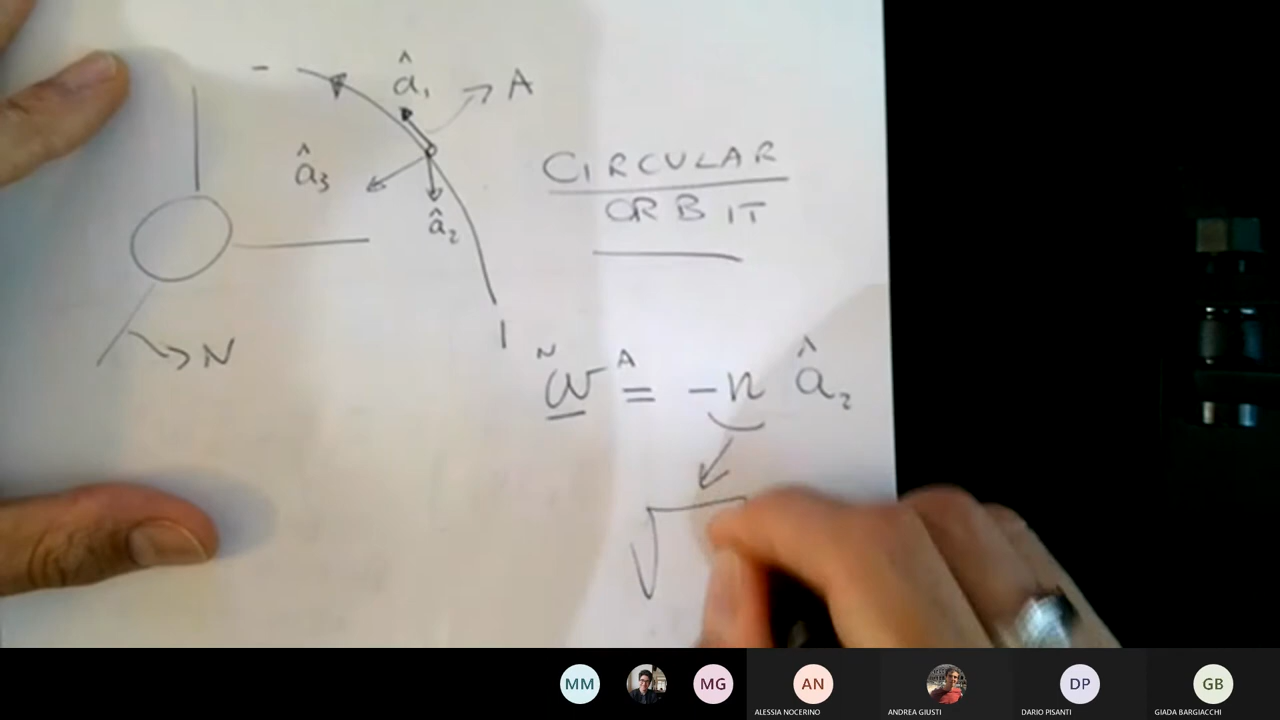 â₁
A
â₃
â₂
CIRCULAR
ORBIT
N
ᴺω̲ᴬ = -n â₂
√
MM
MG
AN
DP
GB
ALESSIA NOCERINO
ANDREA GIUSTI
DARIO PISANTI
GIADA BARGIACCHI